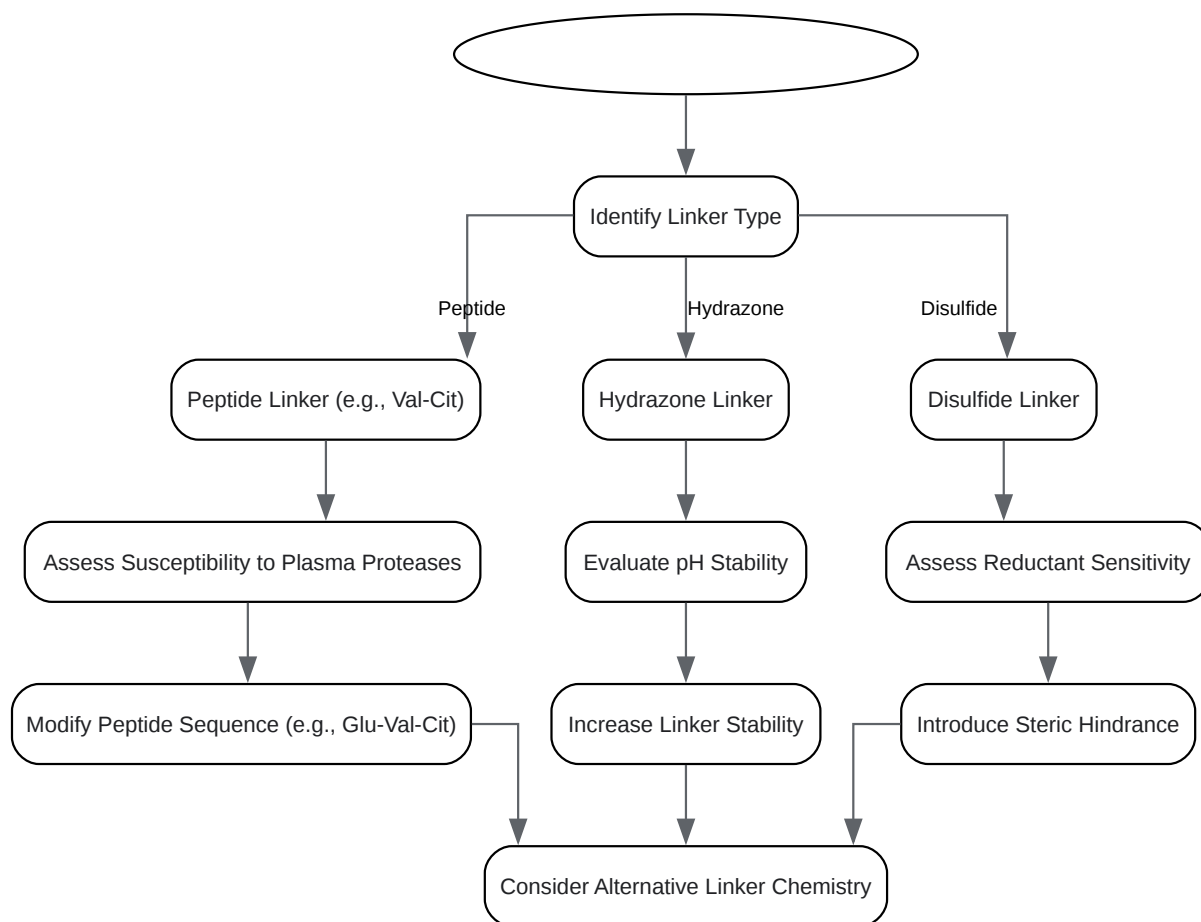 Identify Linker Type
Peptide
Hydrazone
Disulfide
Peptide Linker (e.g., Val-Cit)
Hydrazone Linker
Disulfide Linker
Assess Susceptibility to Plasma Proteases
Evaluate pH Stability
Assess Reductant Sensitivity
Modify Peptide Sequence (e.g., Glu-Val-Cit)
Increase Linker Stability
Introduce Steric Hindrance
Consider Alternative Linker Chemistry